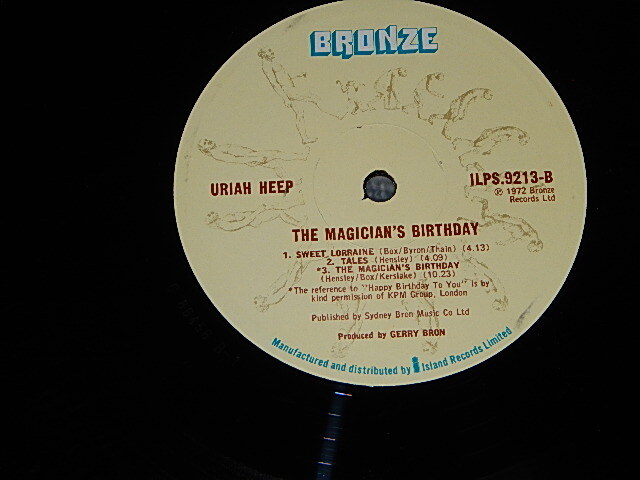 BRONZE
URIAH HEEP
ILPS.9213-B
℗ 1972 Bronze
Records Ltd
THE MAGICIAN'S BIRTHDAY
1. SWEET LORRAINE (Box/Byron/Thain) (4.13)
2. TALES (Hensley) (4.09)
*3. THE MAGICIAN'S BIRTHDAY
(Hensley/Box/Kerslake) (10.23)
*The reference to "Happy Birthday To You" is by
kind permission of KPM Group, London
Published by Sydney Bron Music Co Ltd
Produced by GERRY BRON
Manufactured and distributed by i Island Records Limited